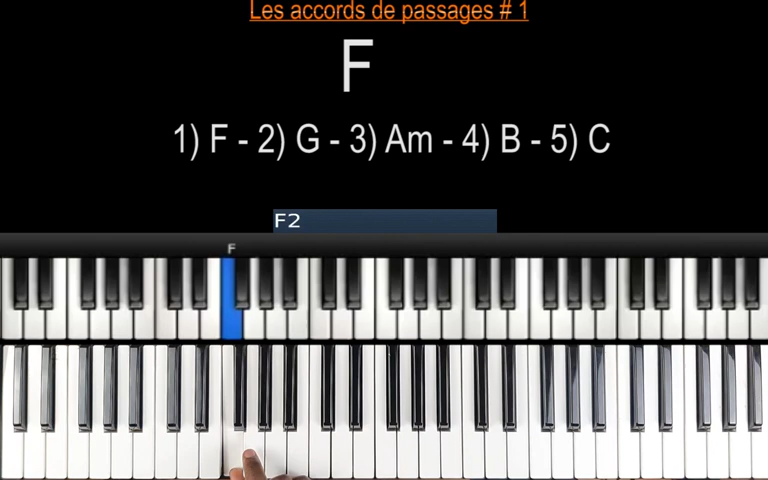 Les accords de passages # 1
F
1) F - 2) G - 3) Am - 4) B - 5) C
F2
F